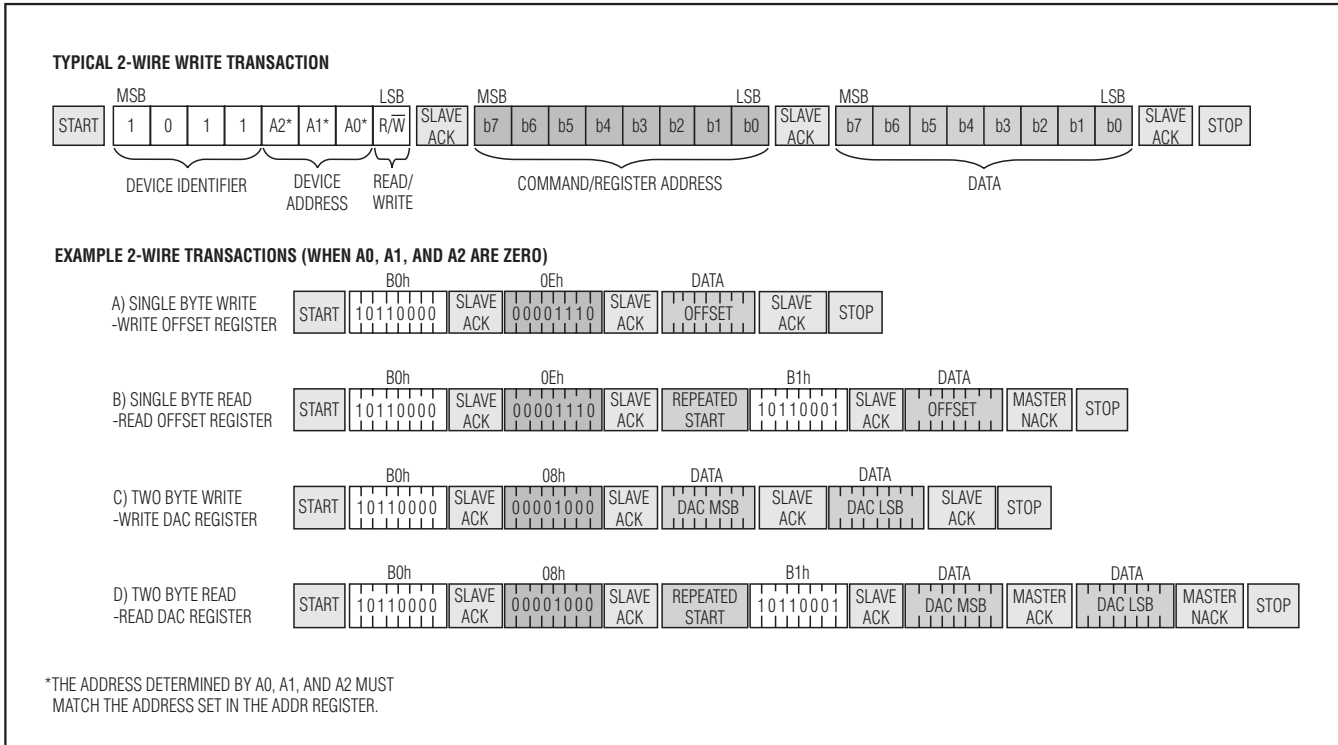 TYPICAL 2-WIRE WRITE TRANSACTION
MSB LSB MSB LSB MSB LSB
START 1 0 1 1 A2* A1* A0* R/W̅ SLAVE ACK b7 b6 b5 b4 b3 b2 b1 b0 SLAVE ACK b7 b6 b5 b4 b3 b2 b1 b0 SLAVE ACK STOP
DEVICE IDENTIFIER DEVICE ADDRESS READ/WRITE COMMAND/REGISTER ADDRESS DATA
EXAMPLE 2-WIRE TRANSACTIONS (WHEN A0, A1, AND A2 ARE ZERO)
B0h 0Eh DATA
A) SINGLE BYTE WRITE
-WRITE OFFSET REGISTER
START 10110000 SLAVE ACK 00001110 SLAVE ACK OFFSET SLAVE ACK STOP
B0h 0Eh B1h DATA
B) SINGLE BYTE READ
-READ OFFSET REGISTER
START 10110000 SLAVE ACK 00001110 SLAVE ACK REPEATED START 10110001 SLAVE ACK OFFSET MASTER NACK STOP
B0h 08h DATA DATA
C) TWO BYTE WRITE
-WRITE DAC REGISTER
START 10110000 SLAVE ACK 00001000 SLAVE ACK DAC MSB SLAVE ACK DAC LSB SLAVE ACK STOP
B0h 08h B1h DATA DATA
D) TWO BYTE READ
-READ DAC REGISTER
START 10110000 SLAVE ACK 00001000 SLAVE ACK REPEATED START 10110001 SLAVE ACK DAC MSB MASTER ACK DAC LSB MASTER NACK STOP
*THE ADDRESS DETERMINED BY A0, A1, AND A2 MUST
MATCH THE ADDRESS SET IN THE ADDR REGISTER.